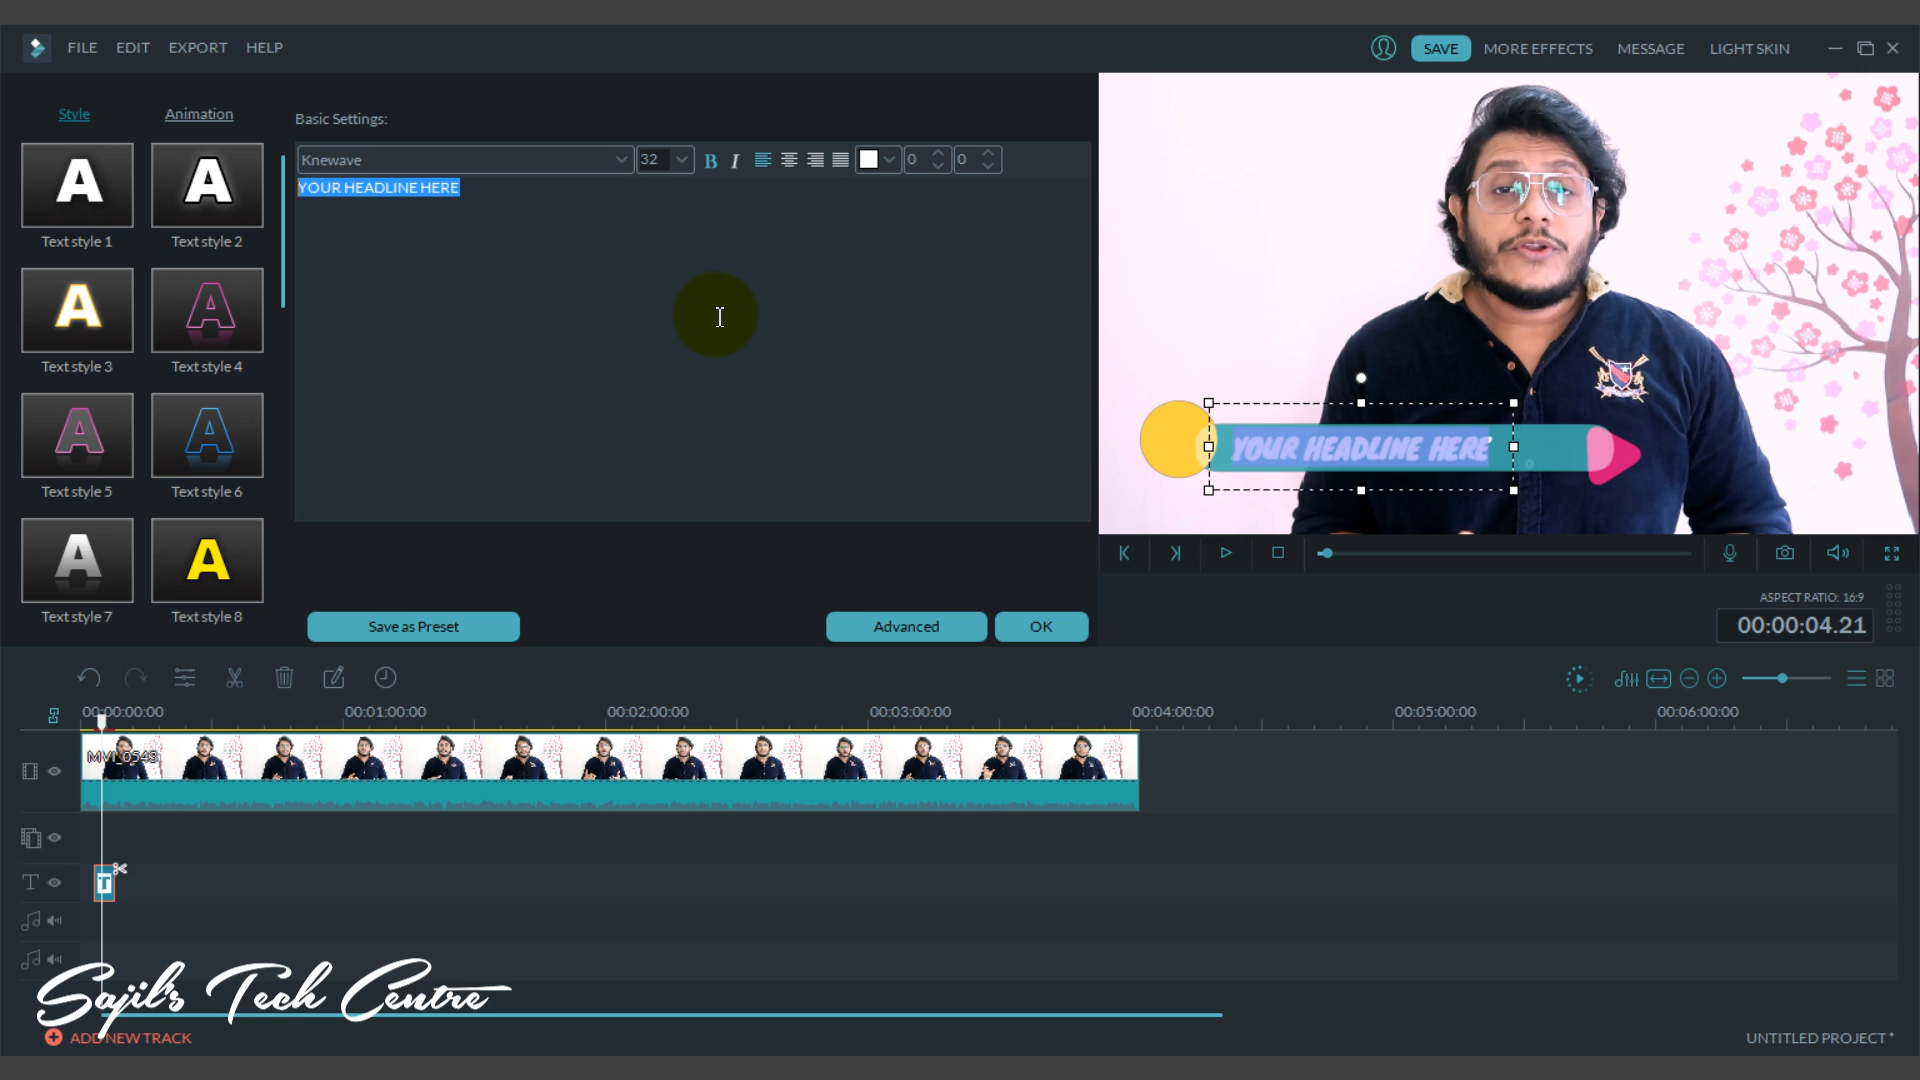 FILE EDIT EXPORT HELP
SAVE MORE EFFECTS MESSAGE LIGHT SKIN
Style Animation
Basic Settings:
Knewave 32 B I 0 0
YOUR HEADLINE HERE
A A
Text style 1 Text style 2
A A
Text style 3 Text style 4
A A
Text style 5 Text style 6
A A
Text style 7 Text style 8
YOUR HEADLINE HERE
Save as Preset Advanced OK
ASPECT RATIO: 16:9
00:00:04.21
00:00:00:00 00:01:00:00 00:02:00:00 00:03:00:00 00:04:00:00 00:05:00:00 00:06:00:00
MVI_0543
T
T
Sajil's Tech Centre
ADD NEW TRACK
UNTITLED PROJECT *